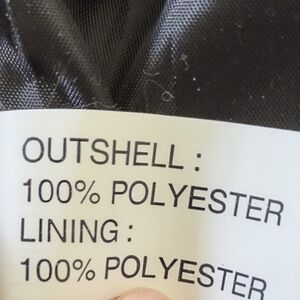 OUTSHELL :
100% POLYESTER
LINING :
100% POLYESTER